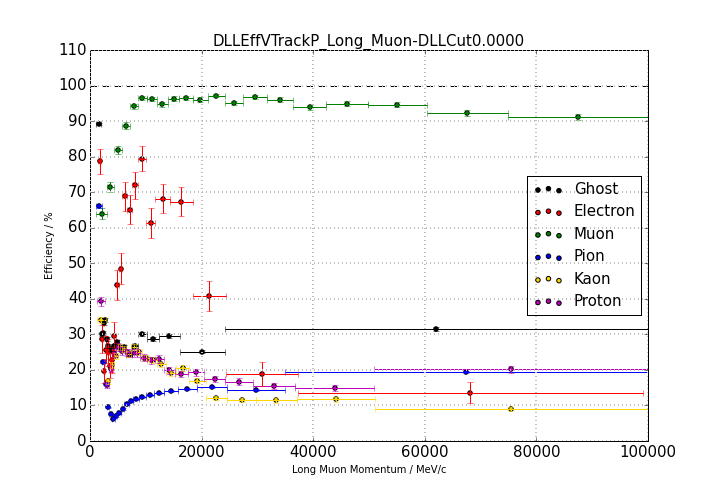 DLLEffVTrackP_Long_Muon-DLLCut0.0000
110
100
90
80
70
60
50
40
30
20
10
0
Efficiency / %
Ghost
Electron
Muon
Pion
Kaon
Proton
0 20000 40000 60000 80000 100000
Long Muon Momentum / MeV/c